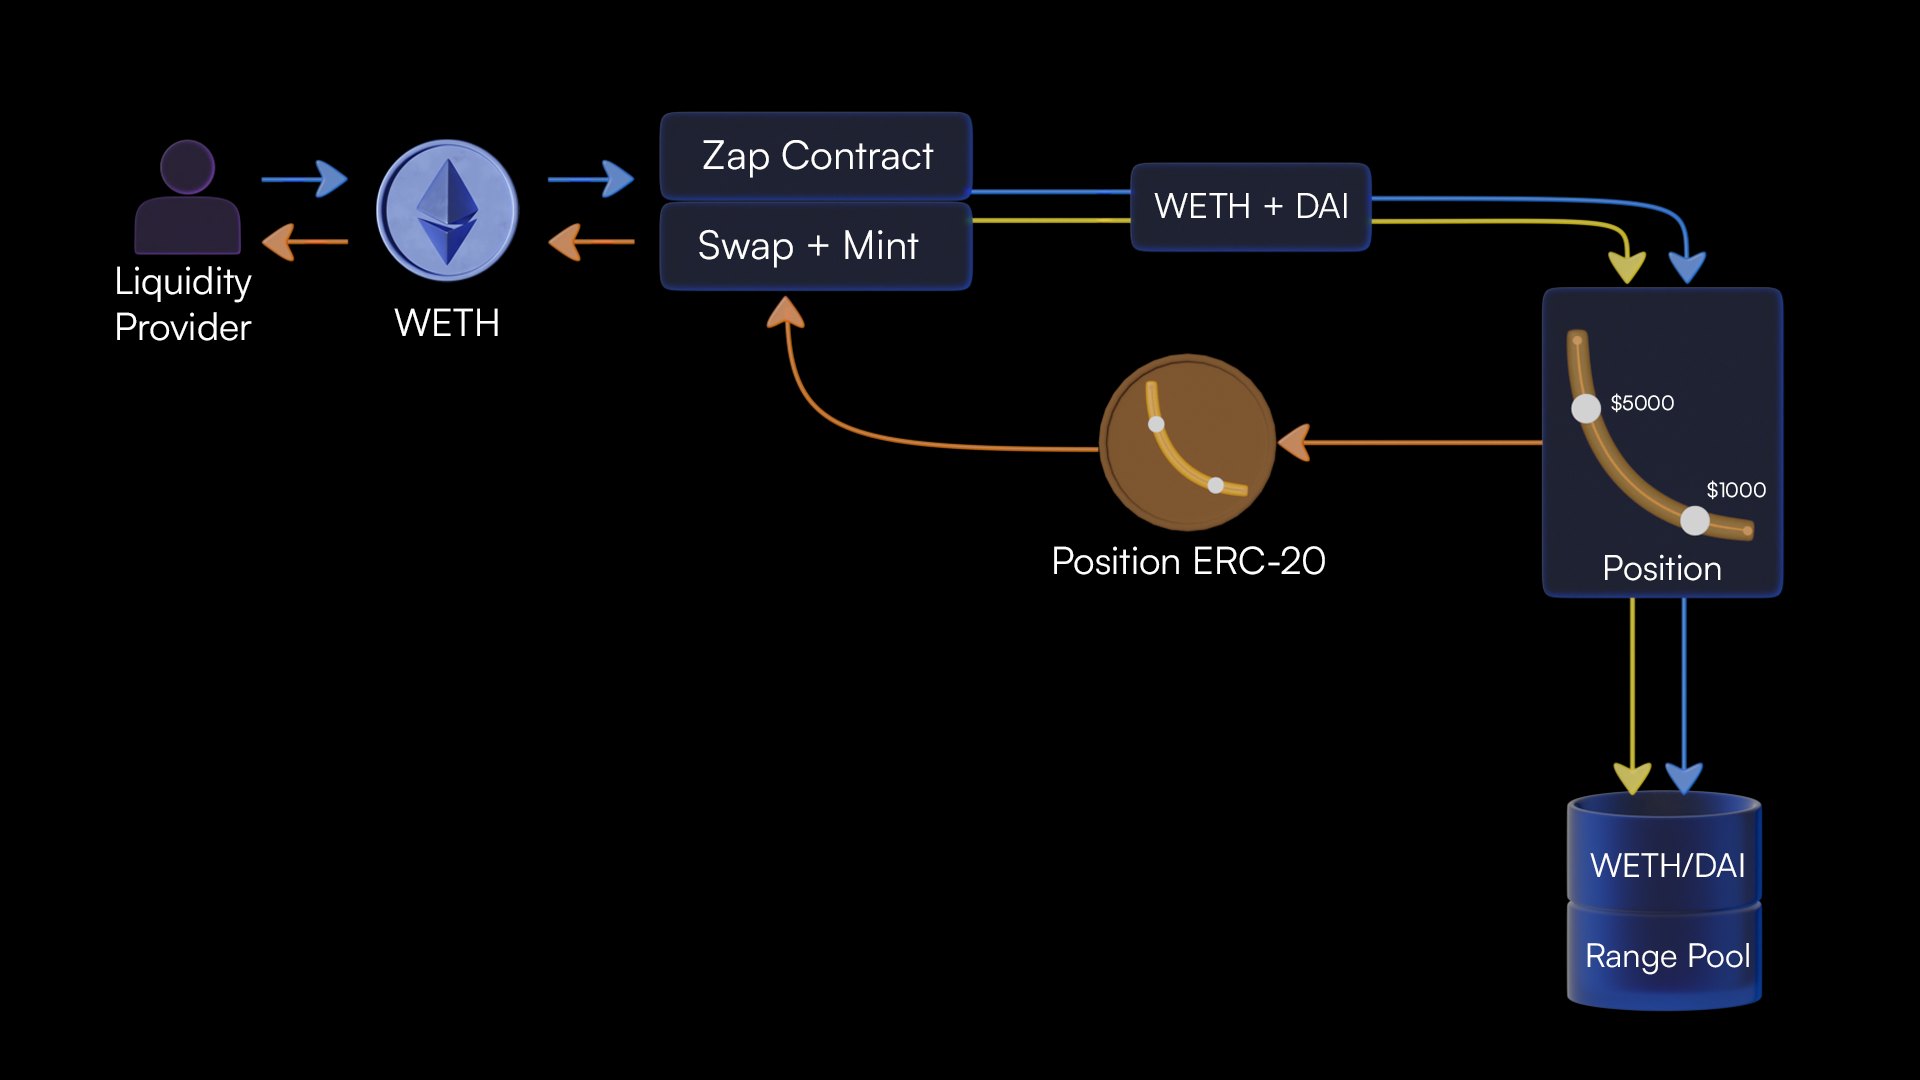 Liquidity
Provider
WETH
Zap Contract
Swap + Mint
WETH + DAI
$5000
$1000
Position
Position ERC-20
WETH/DAI
Range Pool